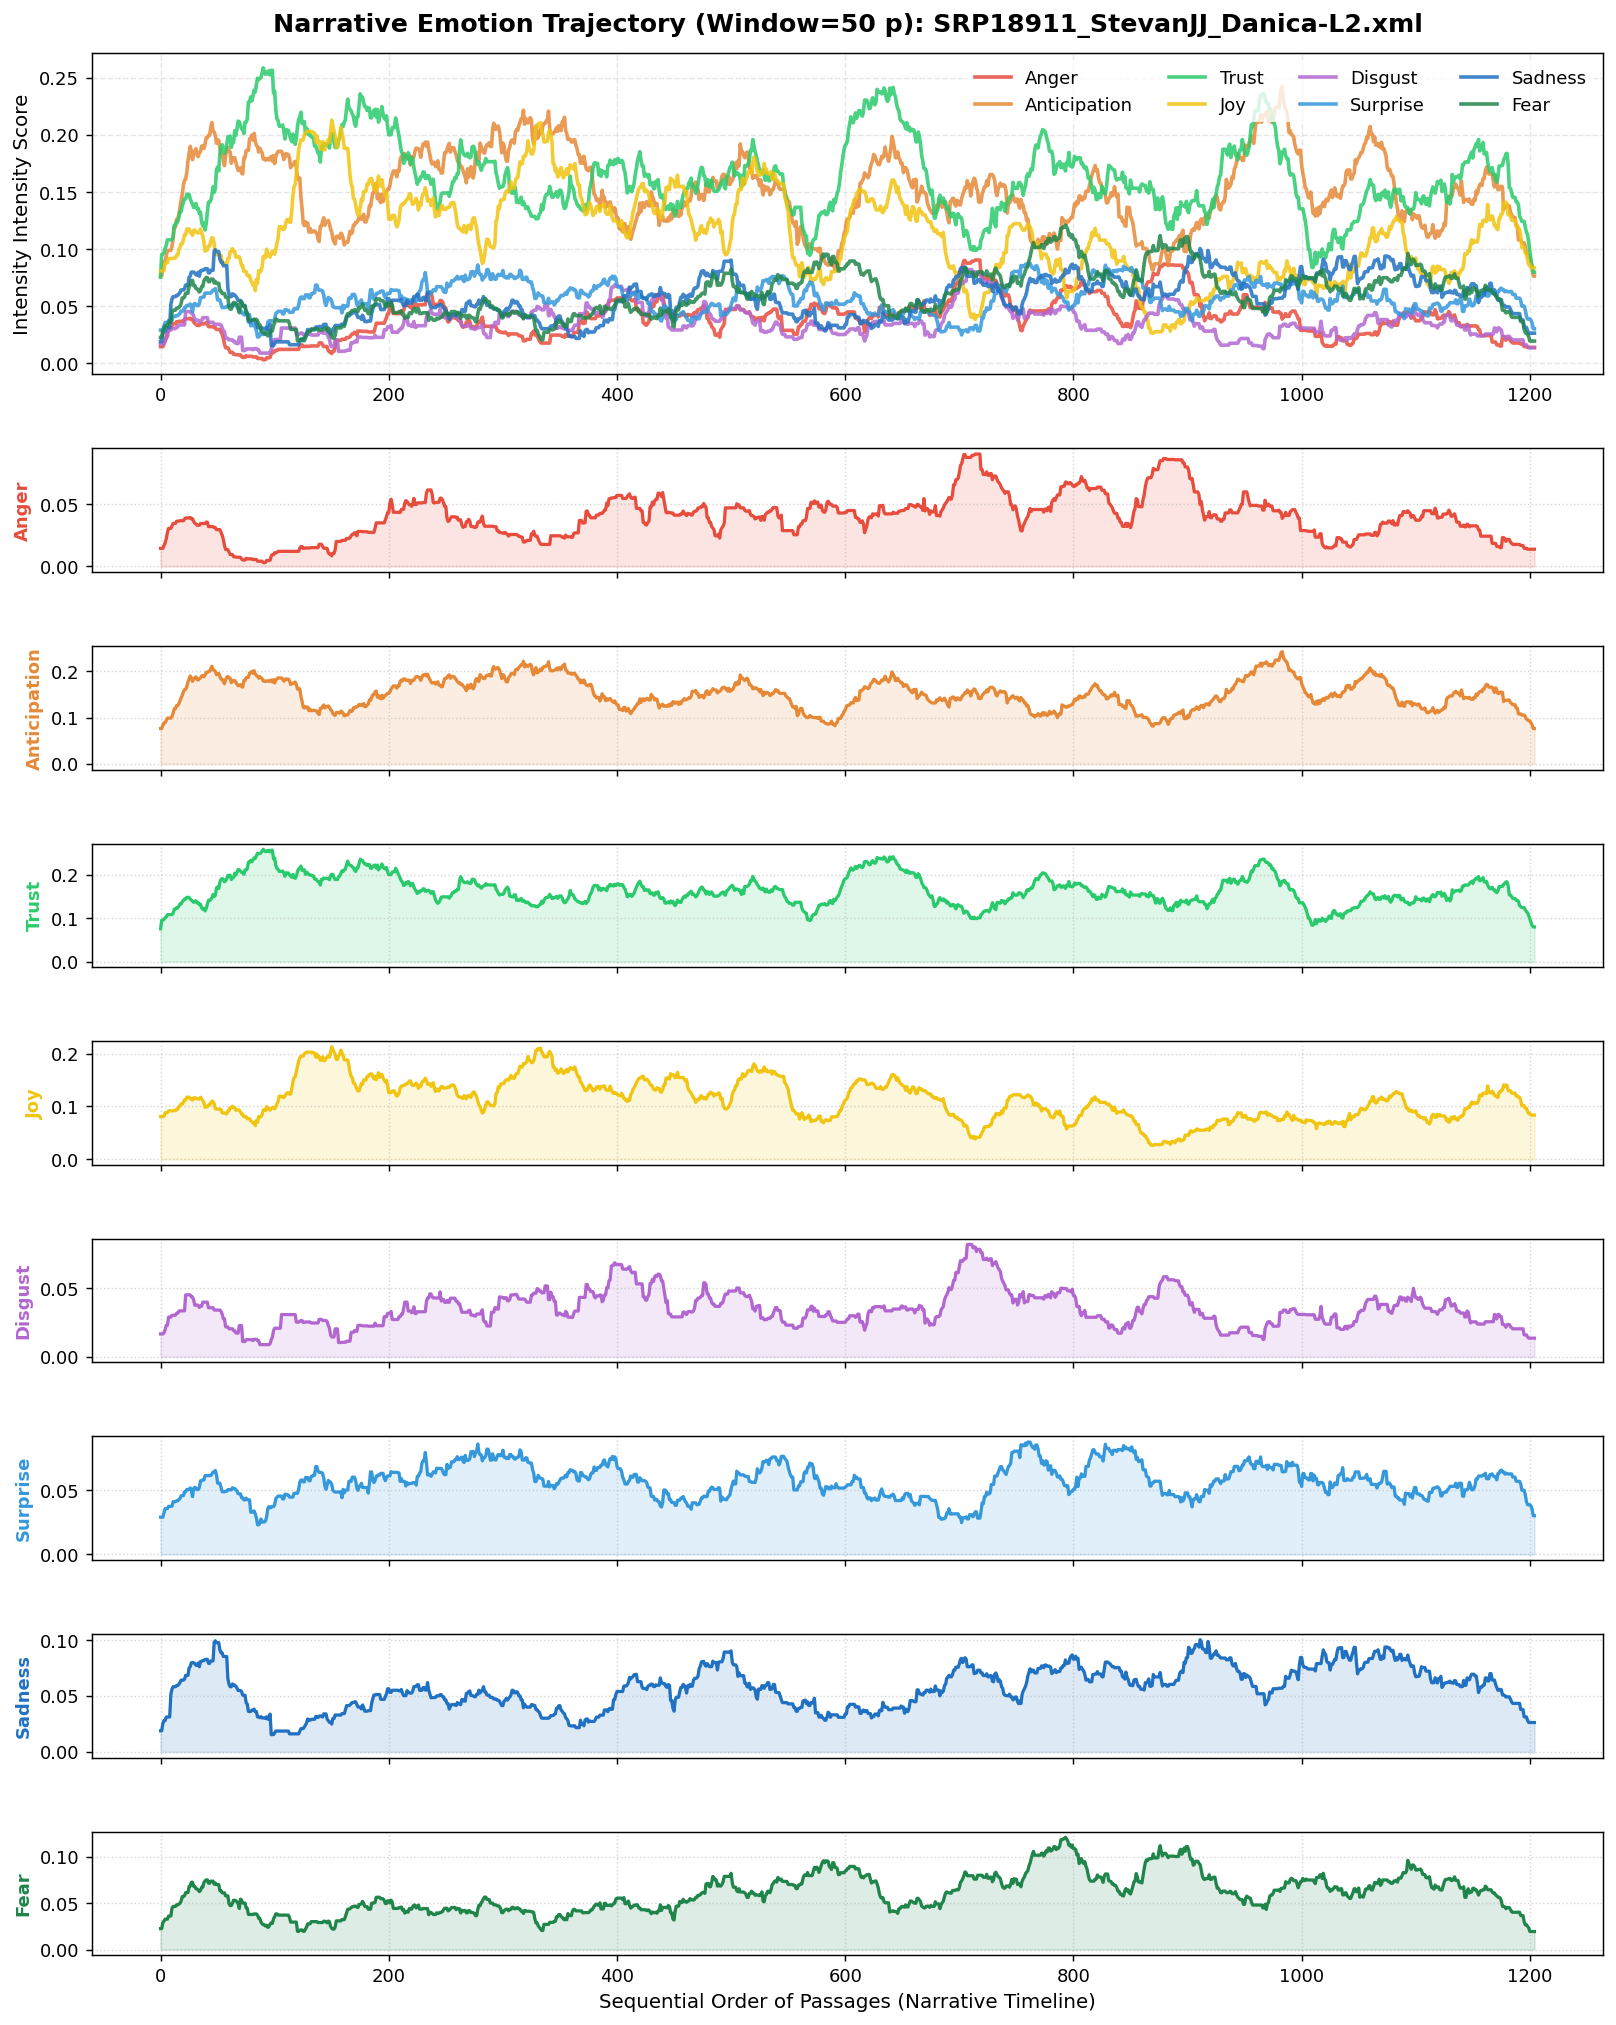 Narrative Emotion Trajectory (Window=50 p): SRP18911_StevanJJ_Danica-L2.xml
Intensity Intensity Score
0.25
0.20
0.15
0.10
0.05
0.00
Anger Trust Disgust Sadness
Anticipation Joy Surprise Fear
0 200 400 600 800 1000 1200
Anger
0.05
0.00
Anticipation
0.2
0.1
0.0
Trust
0.2
0.1
0.0
Joy
0.2
0.1
0.0
Disgust
0.05
0.00
Surprise
0.05
0.00
Sadness
0.10
0.05
0.00
Fear
0.10
0.05
0.00
0 200 400 600 800 1000 1200
Sequential Order of Passages (Narrative Timeline)